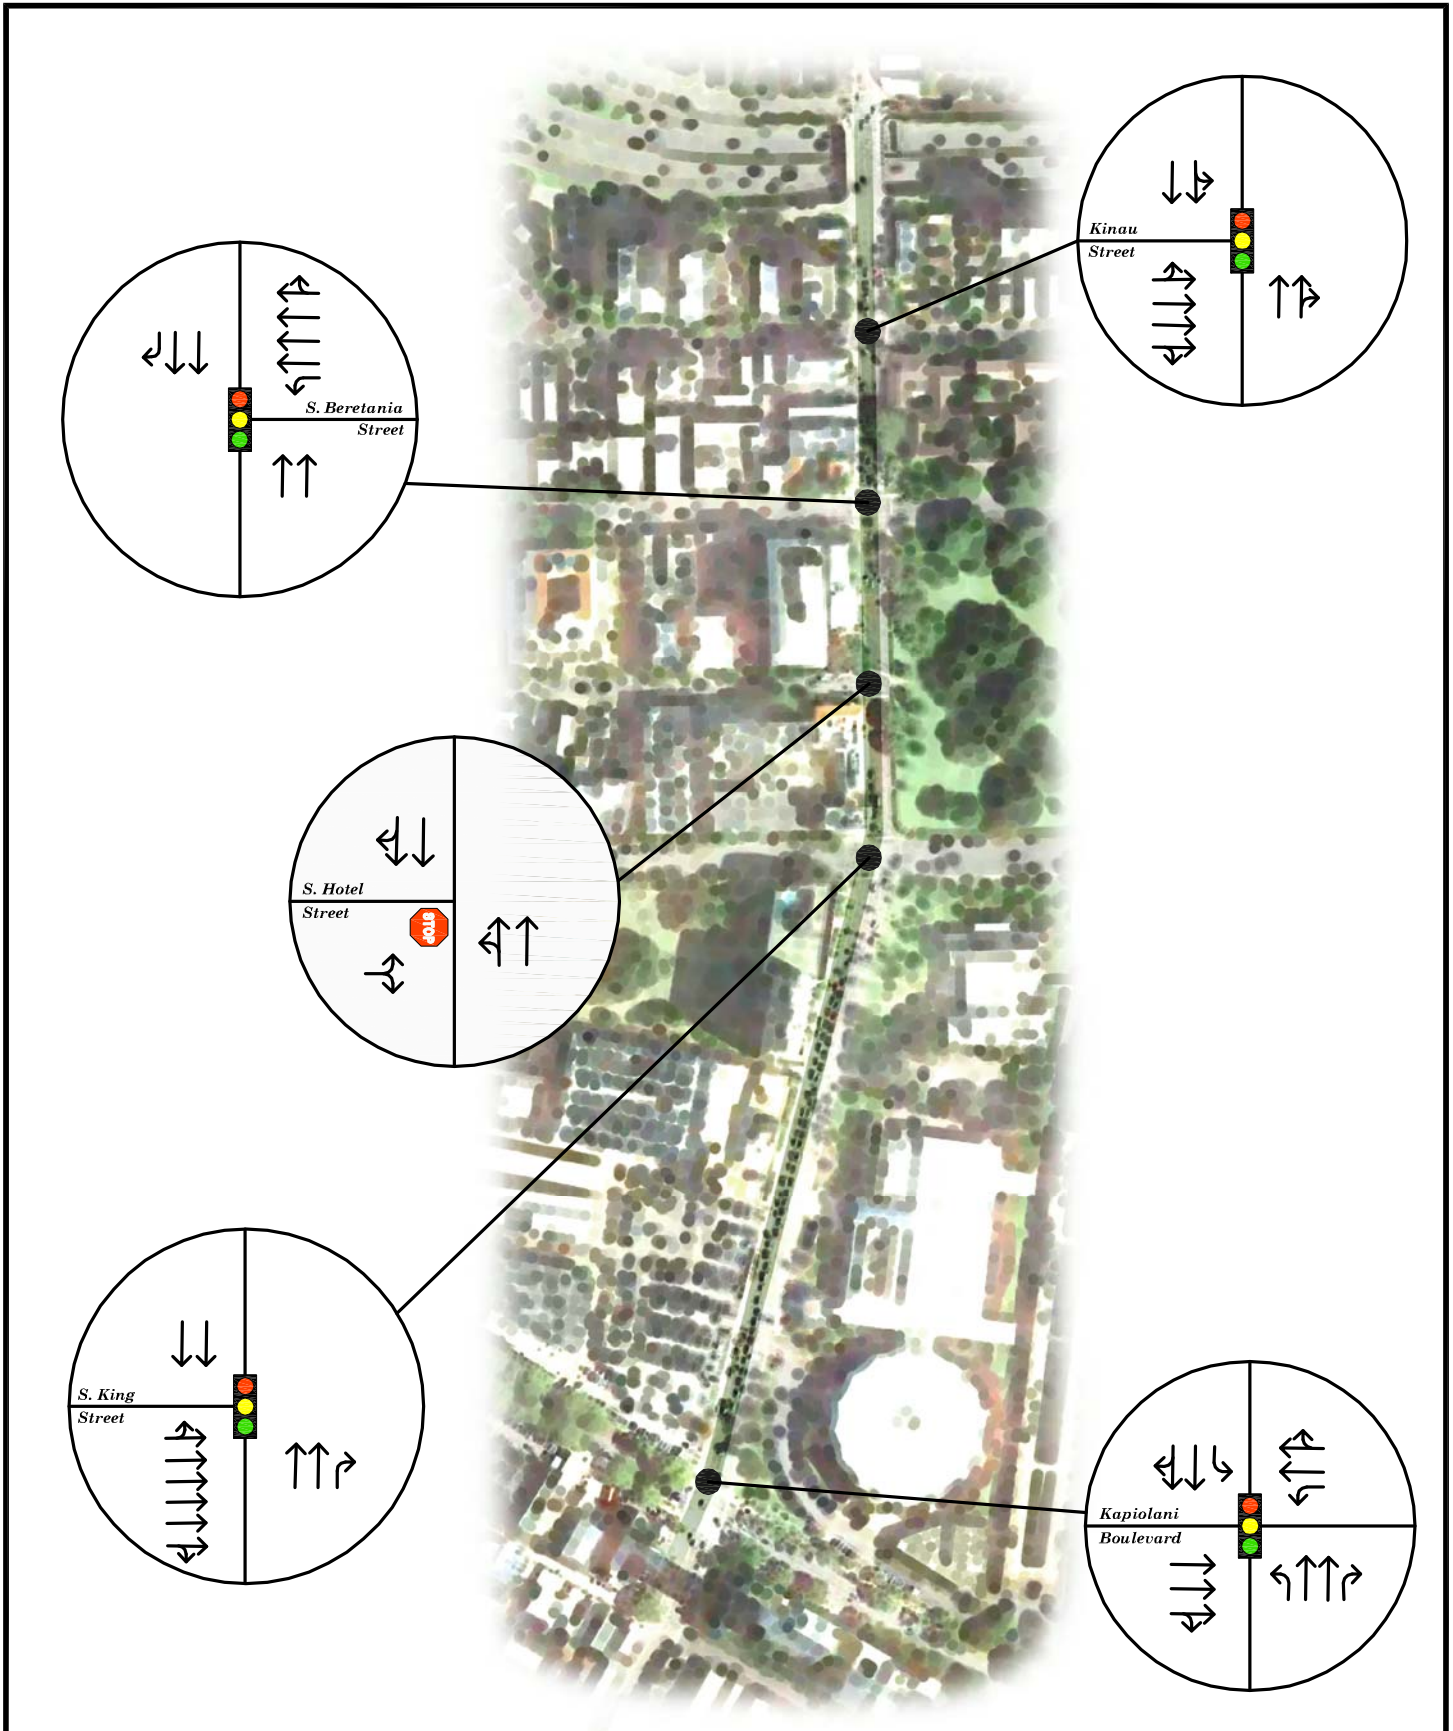 Kinau
Street
S. Beretania
Street
S. Hotel
Street
STOP
S. King
Street
Kapiolani
Boulevard